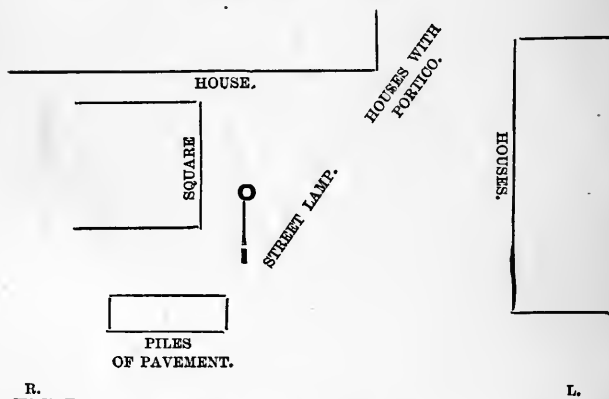 HOUSE.
HOUSES WITH
PORTICO.
SQUARE
HOUSES.
STREET LAMP.
PILES
OF PAVEMENT.
R.
L.